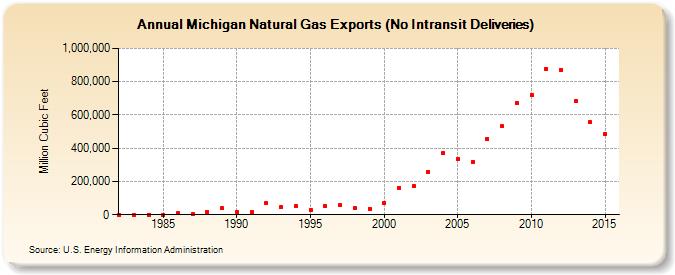 Annual Michigan Natural Gas Exports (No Intransit Deliveries)
Million Cubic Feet
1,000,000
800,000
600,000
400,000
200,000
0
1985 1990 1995 2000 2005 2010 2015
Source: U.S. Energy Information Administration